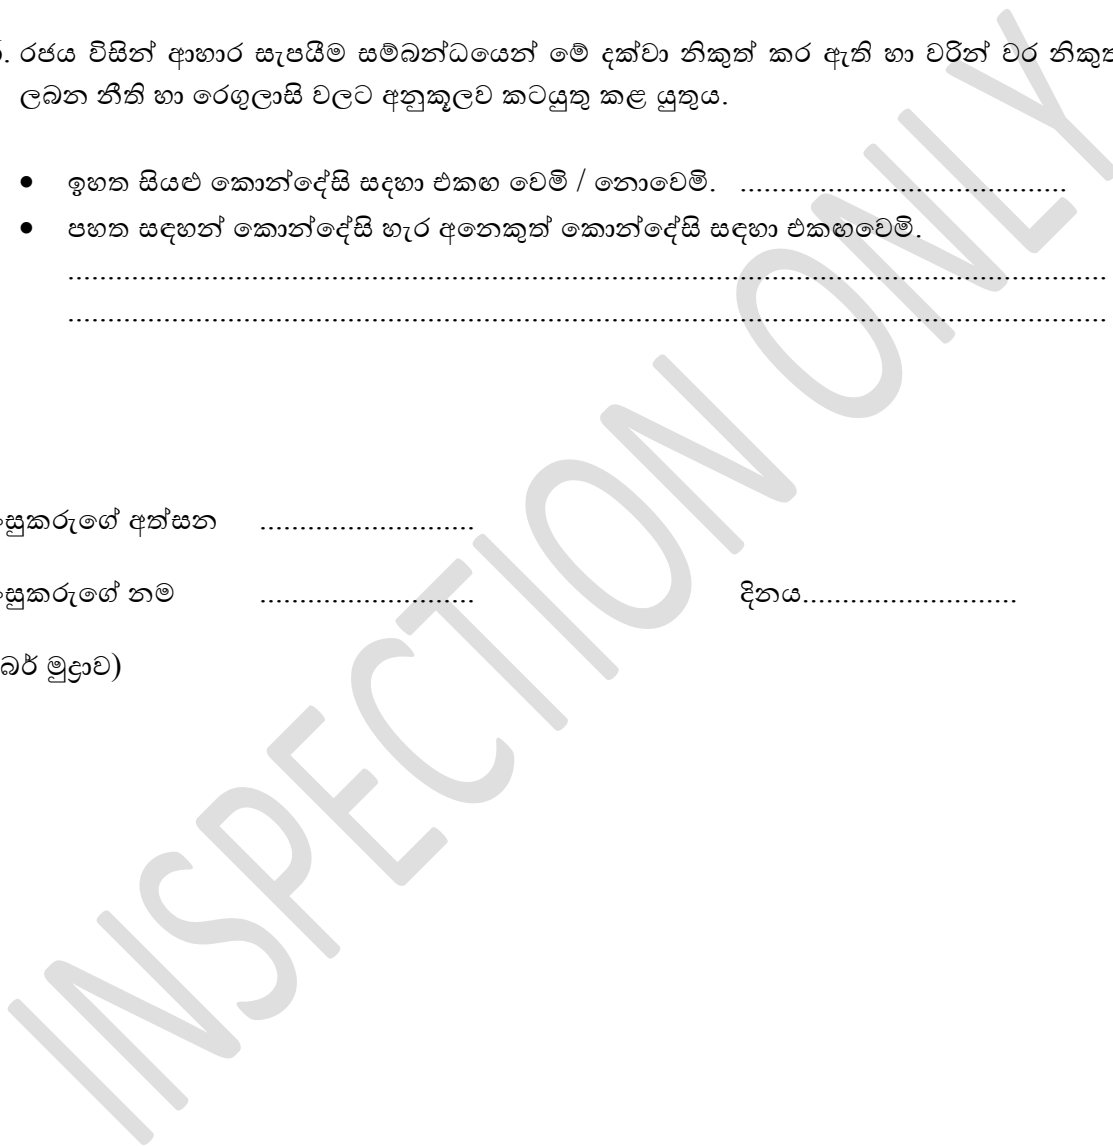 . රජය විසින් ආහාර සැපයීම සම්බන්ධයෙන් මේ දක්වා නිකුත් කර ඇති හා වරින් වර නිකුත්
ලබන නීති හා රෙගුලාසි වලට අනුකූලව කටයුතු කළ යුතුය.
• ඉහත සියළු කොන්දේසි සදහා එකඟ වෙමි / නොවෙමි. .........................................
• පහත සඳහන් කොන්දේසි හැර අනෙකුත් කොන්දේසි සඳහා එකඟවෙමි.
..................................................................................................................................
..................................................................................................................................
ංසුකරුගේ අත්සන ...........................
ංසුකරුගේ නම ........................... දිනය...........................
බර් මුද්‍රාව)
INSPECTION ONLY